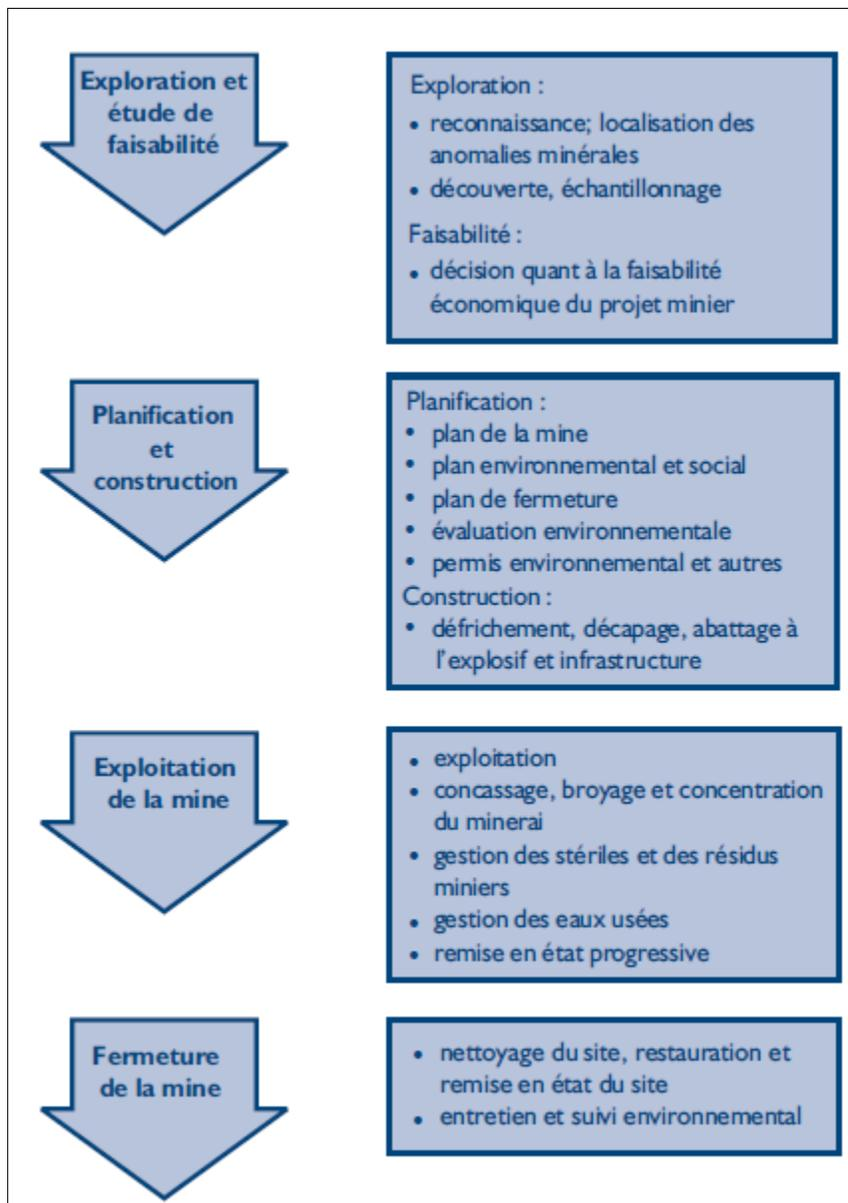 Exploration et
étude de
faisabilité
Exploration :
• reconnaissance; localisation des
anomalies minérales
• découverte, échantillonnage
Faisabilité :
• décision quant à la faisabilité
économique du projet minier
Planification
et
construction
Planification :
• plan de la mine
• plan environnemental et social
• plan de fermeture
• évaluation environnementale
• permis environnemental et autres
Construction :
• défrichement, décapage, abattage à
l'explosif et infrastructure
Exploitation
de la mine
• exploitation
• concassage, broyage et concentration
du minerai
• gestion des stériles et des résidus
miniers
• gestion des eaux usées
• remise en état progressive
Fermeture
de la mine
• nettoyage du site, restauration et
remise en état du site
• entretien et suivi environnemental